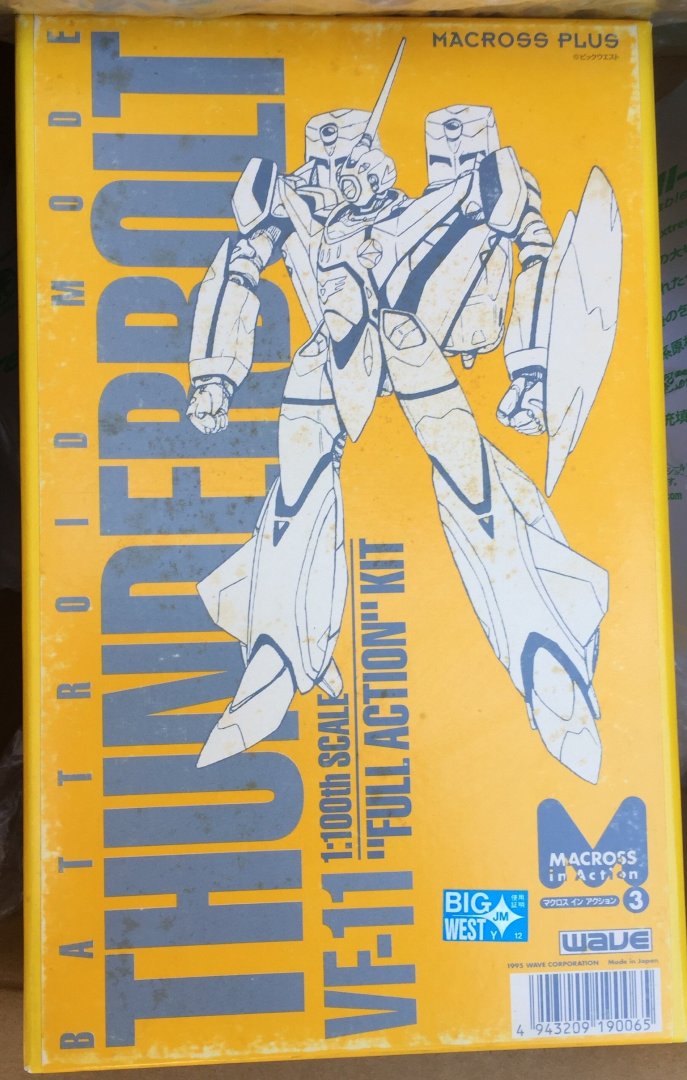 MACROSS PLUS
©ビックウエスト
BATTROID MODE
THUNDERBOLT
VF-11
1:100th SCALE
"FULL ACTION" KIT
M
MACROSS
in Action
マクロス イン アクション 3
BIG
WEST
使用
証明
JM
Y 12
WAVE
1995 WAVE CORPORATION Made in Japan
4 943209 190065